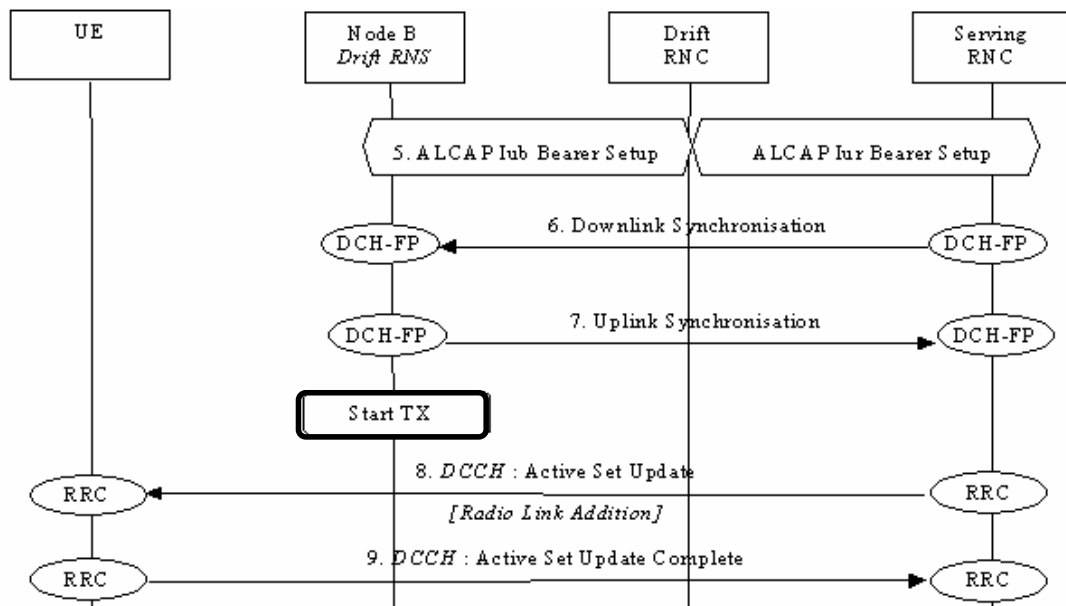 UE
Node B
Drift RNS
Drift
RNC
Serving
RNC
5. ALCAP Iub Bearer Setup
ALCAP Iur Bearer Setup
6. Downlink Synchronisation
DCH-FP
DCH-FP
7. Uplink Synchronisation
DCH-FP
DCH-FP
Start TX
8. DCCH : Active Set Update
RRC
RRC
[Radio Link Addition]
9. DCCH : Active Set Update Complete
RRC
RRC